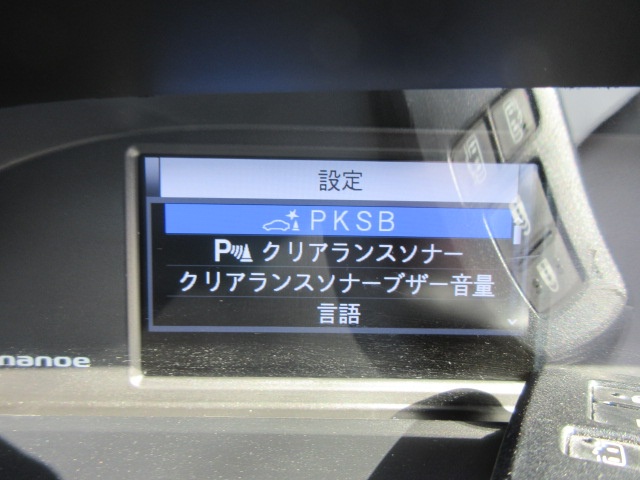 設定
PKSB
P クリアランスソナー
クリアランスソナーブザー音量
言語
nanoe